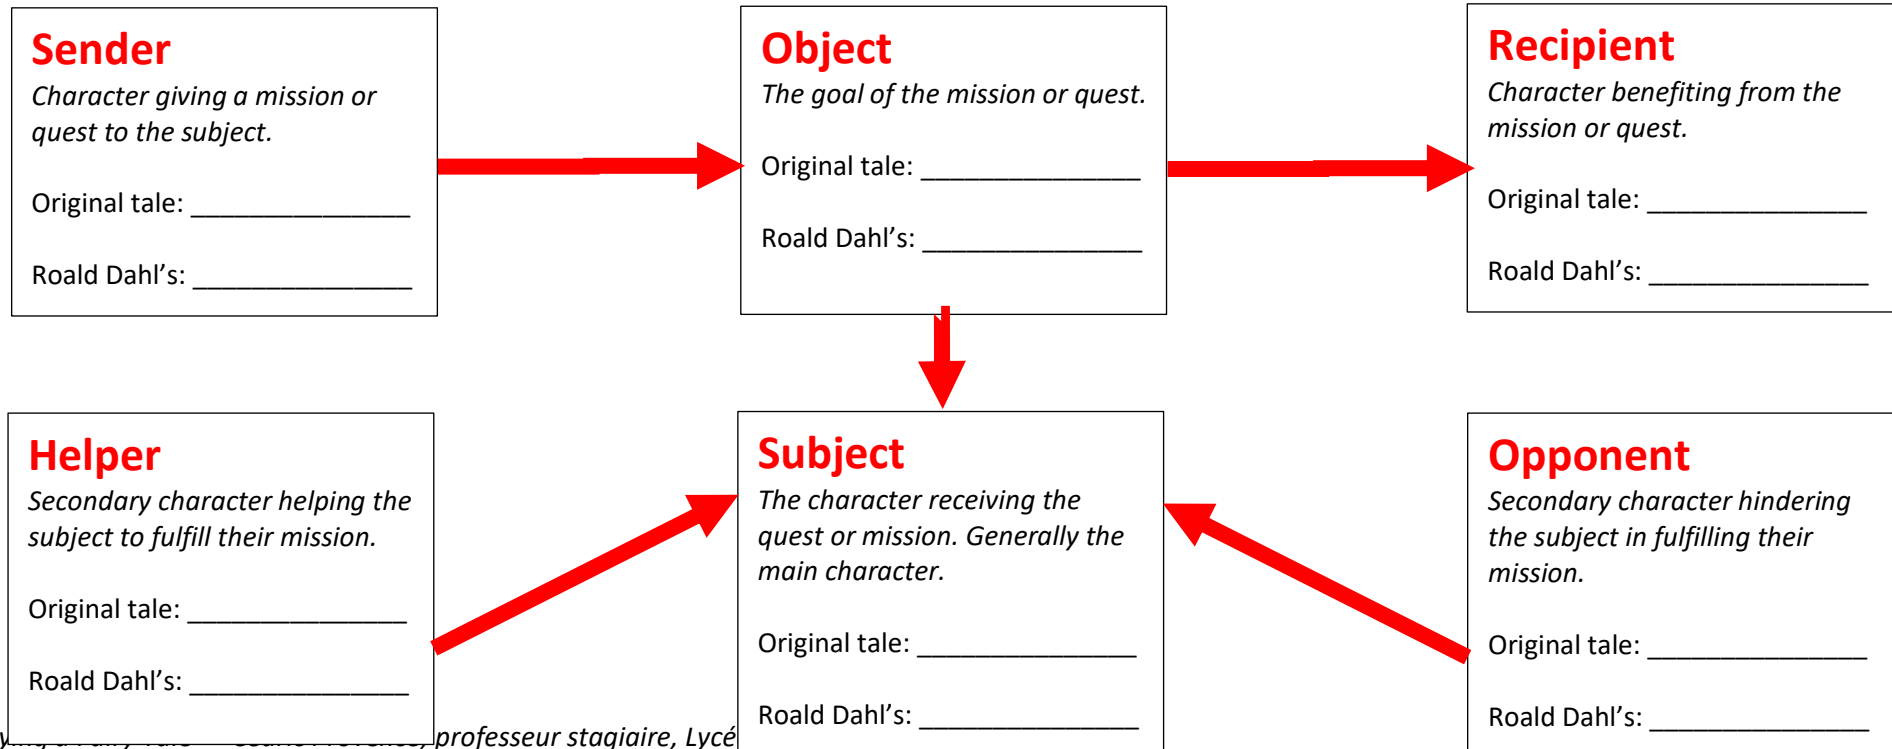 Sender
Character giving a mission or
quest to the subject.
Original tale: _______________
Roald Dahl’s: _______________
Object
The goal of the mission or quest.
Original tale: _______________
Roald Dahl’s: _______________
Recipient
Character benefiting from the
mission or quest.
Original tale: _______________
Roald Dahl’s: _______________
Helper
Secondary character helping the
subject to fulfill their mission.
Original tale: _______________
Roald Dahl’s: _______________
Subject
The character receiving the
quest or mission. Generally the
main character.
Original tale: _______________
Roald Dahl’s: _______________
Opponent
Secondary character hindering
the subject in fulfilling their
mission.
Original tale: _______________
Roald Dahl’s: _______________
professeur stagiaire, Lycé